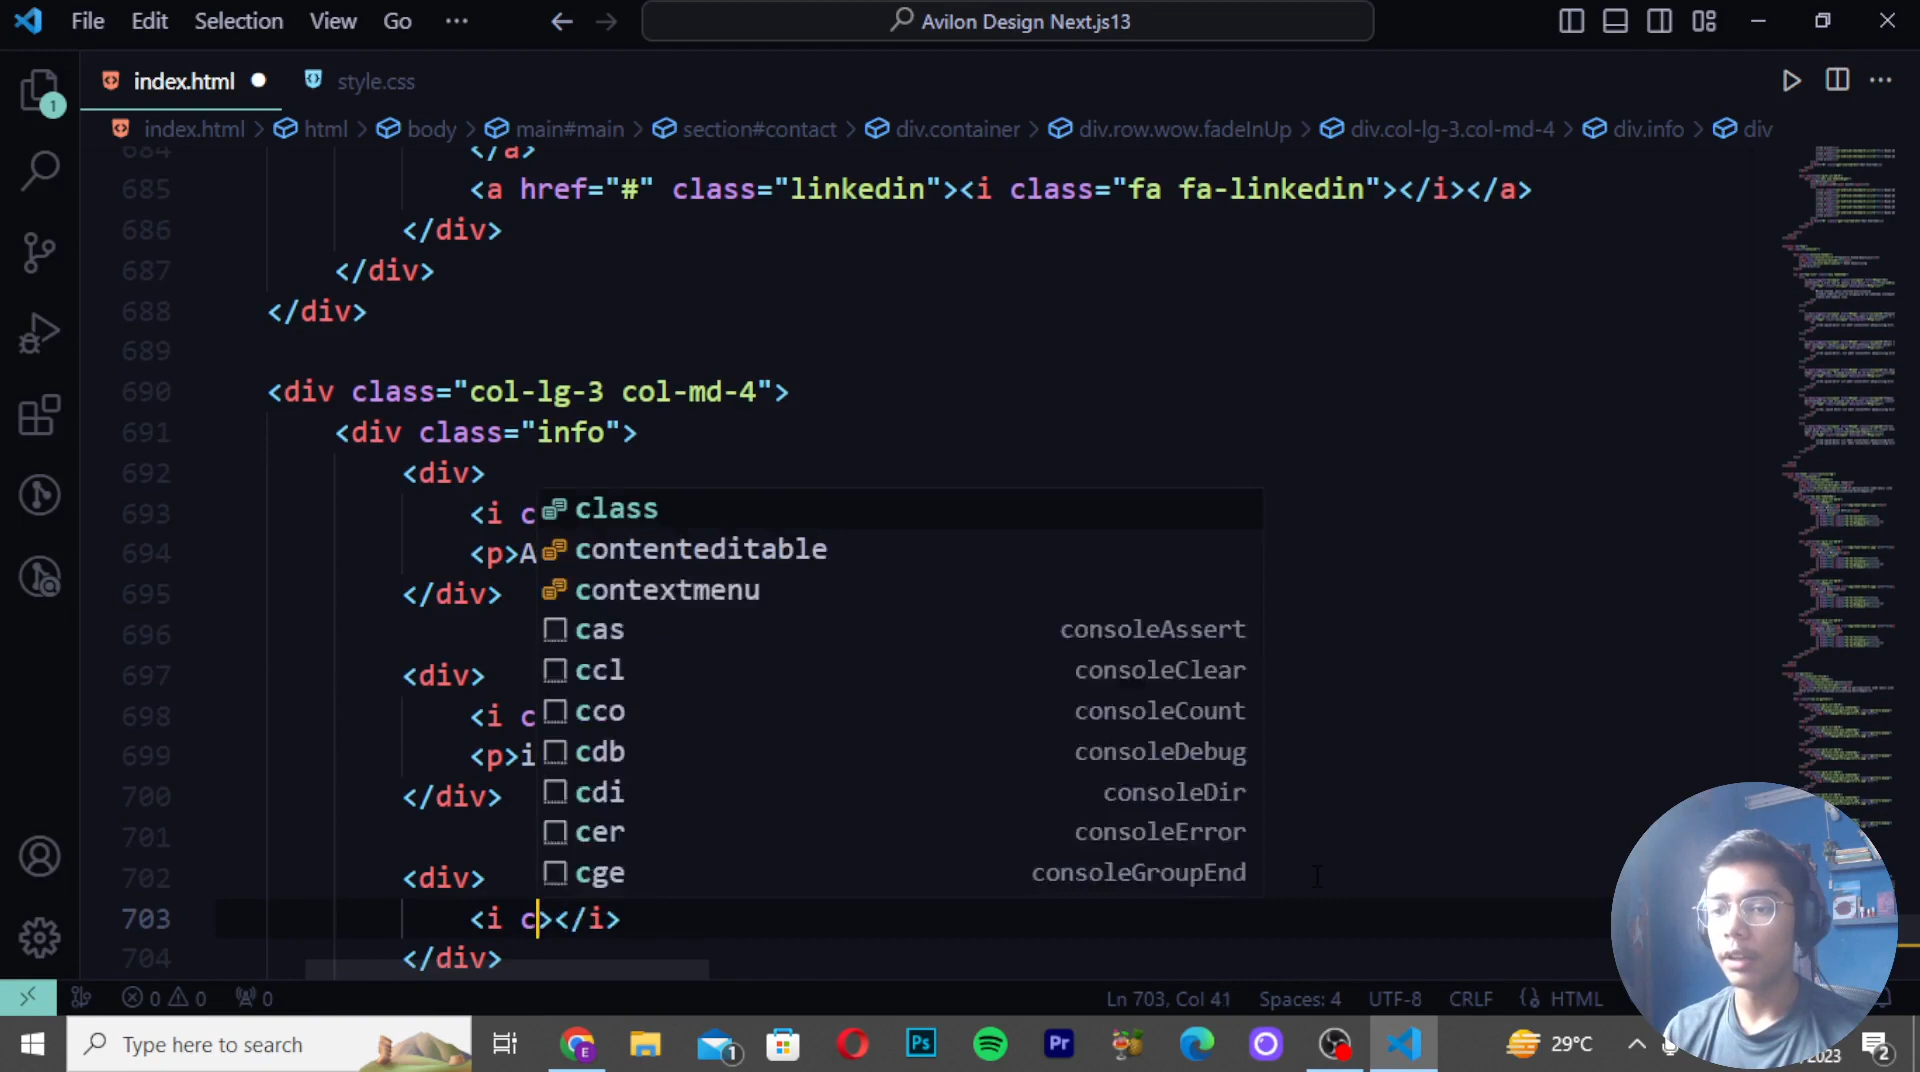 File Edit Selection View Go ··· Avilon Design Next.js13
index.html style.css
index.html > html > body > main#main > section#contact > div.container > div.row.wow.fadeInUp > div.col-lg-3.col-md-4 > div.info > div
684 </a>
685 <a href="#" class="linkedin"><i class="fa fa-linkedin"></i></a>
686 </div>
687 </div>
688 </div>
689
690 <div class="col-lg-3 col-md-4">
691 <div class="info">
692 <div>
693 <i c class
694 <p>A contenteditable
695 </div> contextmenu
696 cas consoleAssert
697 <div> ccl consoleClear
698 <i c cco consoleCount
699 <p>i cdb consoleDebug
700 </div> cdi consoleDir
701 cer consoleError
702 <div> cge consoleGroupEnd
703 <i c></i>
704 </div>
1
0 0 0 Ln 703, Col 41 Spaces: 4 UTF-8 CRLF {} HTML
Type here to search E 1 Ps Pr 29°C 2023 2